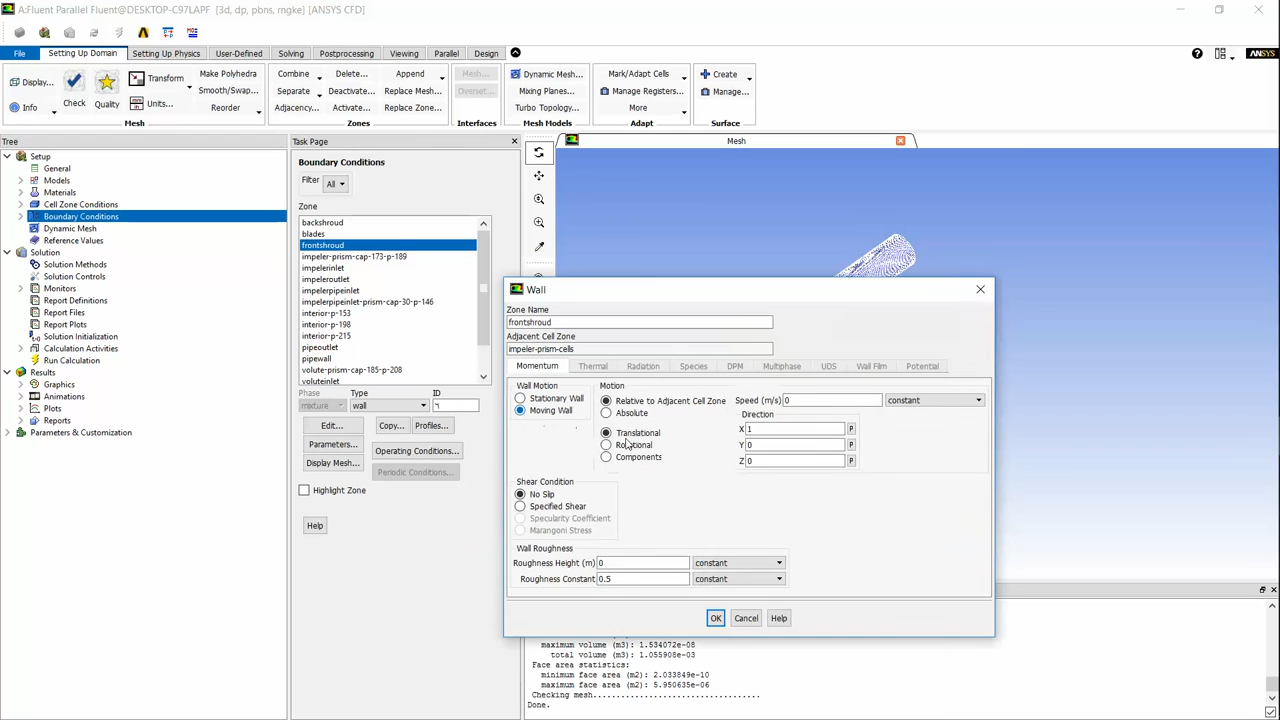 A:Fluent Parallel Fluent@DESKTOP-C97LAPF [3d, dp, pbns, rngke] [ANSYS CFD]
File
Setting Up Domain
Setting Up Physics
User-Defined
Solving
Postprocessing
Viewing
Parallel
Design
ANSYS
Display...
Info
Check
Quality
Transform
Units...
Make Polyhedra
Smooth/Swap...
Reorder
Mesh
Combine
Separate
Adjacency...
Delete...
Deactivate...
Activate...
Append
Replace Mesh...
Replace Zone...
Zones
Mesh...
Overset...
Interfaces
Dynamic Mesh...
Mixing Planes...
Turbo Topology...
Mesh Models
Mark/Adapt Cells
Manage Registers...
More
Adapt
Create
Manage...
Surface
Tree
Setup
General
Models
Materials
Cell Zone Conditions
Boundary Conditions
Dynamic Mesh
Reference Values
Solution
Solution Methods
Solution Controls
Monitors
Report Definitions
Report Files
Report Plots
Solution Initialization
Calculation Activities
Run Calculation
Results
Graphics
Animations
Plots
Reports
Parameters & Customization
Task Page
Boundary Conditions
Filter
All
Zone
backshroud
blades
frontshroud
impeler-prism-cap-173-p-189
impelerinlet
impeleroutlet
impelerpipeinlet
impelerpipeinlet-prism-cap-30-p-146
interior-p-153
interior-p-198
interior-p-215
pipeoutlet
pipewall
volute-prism-cap-185-p-208
voluteinlet
Phase
mixture
Type
wall
ID
Edit...
Copy...
Profiles...
Parameters...
Operating Conditions...
Display Mesh...
Periodic Conditions...
Highlight Zone
Help
Mesh
Wall
Zone Name
frontshroud
Adjacent Cell Zone
impeler-prism-cells
Momentum
Thermal
Radiation
Species
DPM
Multiphase
UDS
Wall Film
Potential
Wall Motion
Stationary Wall
Moving Wall
Motion
Relative to Adjacent Cell Zone
Absolute
Translational
Rotational
Components
Speed (m/s) 0
constant
Direction
X 1
P
Y 0
P
Z 0
P
Shear Condition
No Slip
Specified Shear
Specularity Coefficient
Marangoni Stress
Wall Roughness
Roughness Height (m) 0
constant
Roughness Constant 0.5
constant
OK
Cancel
Help
maximum volume (m3): 1.534072e-08
total volume (m3): 1.055908e-03
Face area statistics:
minimum face area (m2): 2.033849e-10
maximum face area (m2): 5.950635e-06
Checking mesh.....................................
Done.